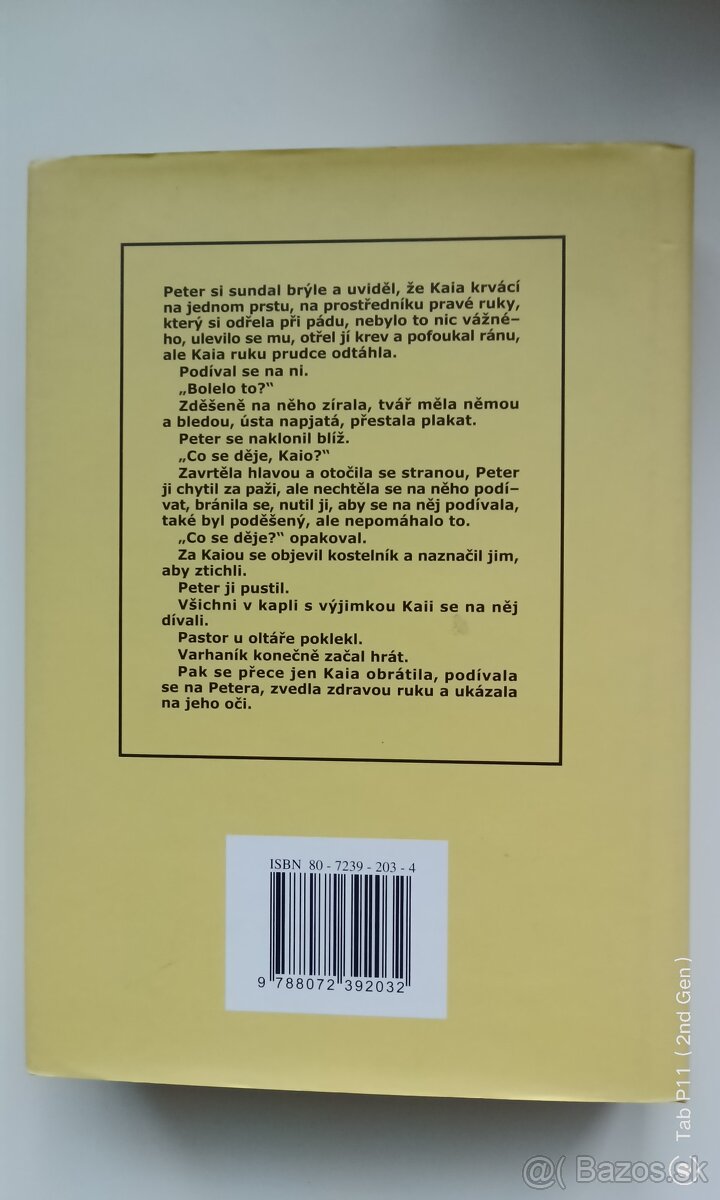 Peter si sundal brýle a uviděl, že Kaia krvácí
na jednom prstu, na prostředníku pravé ruky,
který si odřela při pádu, nebylo to nic vážné-
ho, ulevilo se mu, otřel jí krev a pofoukal ránu,
ale Kaia ruku prudce odtáhla.
Podíval se na ni.
„Bolelo to?"
Zděšeně na něho zírala, tvář měla němou
a bledou, ústa napjatá, přestala plakat.
Peter se naklonil blíž.
„Co se děje, Kaio?"
Zavrtěla hlavou a otočila se stranou, Peter
ji chytil za paži, ale nechtěla se na něho podí-
vat, bránila se, nutil ji, aby se na něj podívala,
také byl poděšený, ale nepomáhalo to.
„Co se děje?" opakoval.
Za Kaiou se objevil kostelník a naznačil jim,
aby ztichli.
Peter ji pustil.
Všichni v kapli s výjimkou Kaii se na něj
dívali.
Pastor u oltáře poklekl.
Varhaník konečně začal hrát.
Pak se přece jen Kaia obrátila, podívala
se na Petera, zvedla zdravou ruku a ukázala
na jeho oči.
ISBN 80 - 7239 - 203 - 4
9 788072 392032
Tab P11 (2nd Gen)
@( Bazos.sk